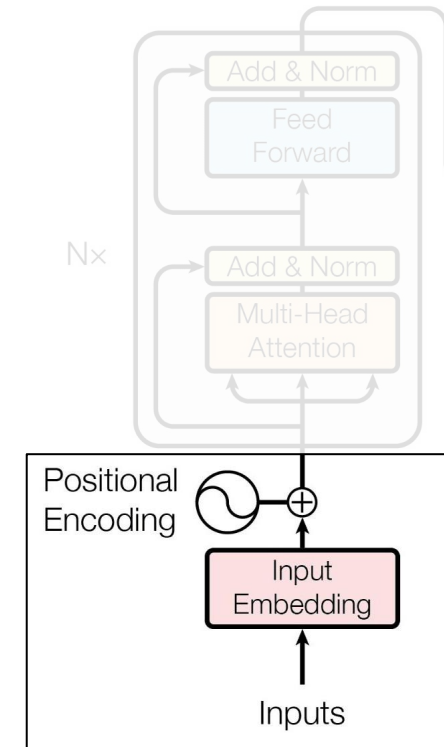 Add & Norm
Feed
Forward
N×
Add & Norm
Multi-Head
Attention
Positional
Encoding
Input
Embedding
Inputs